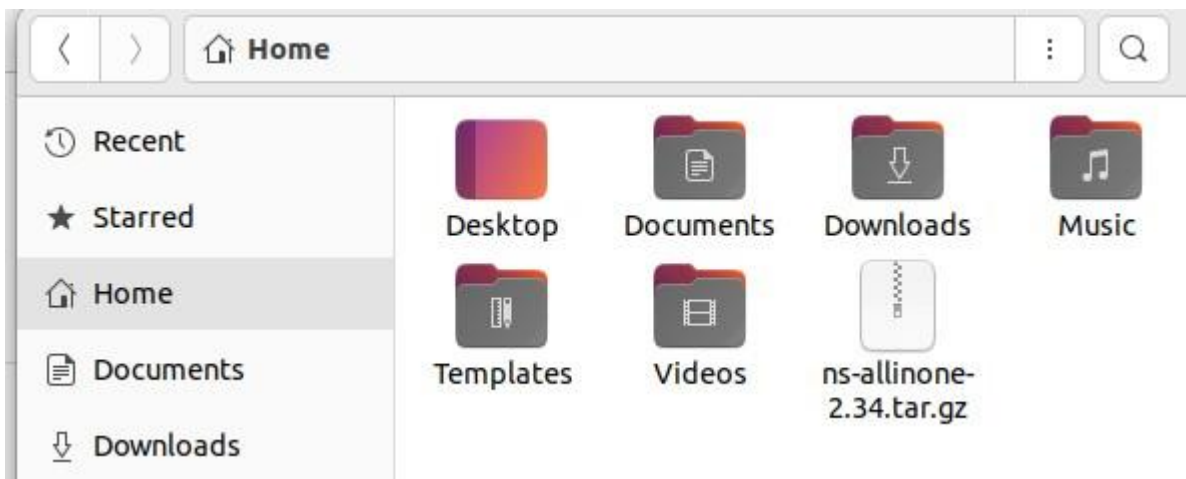 Home
Recent
Starred
Home
Documents
Downloads
Desktop
Documents
Downloads
Music
Templates
Videos
ns-allinone-
2.34.tar.gz